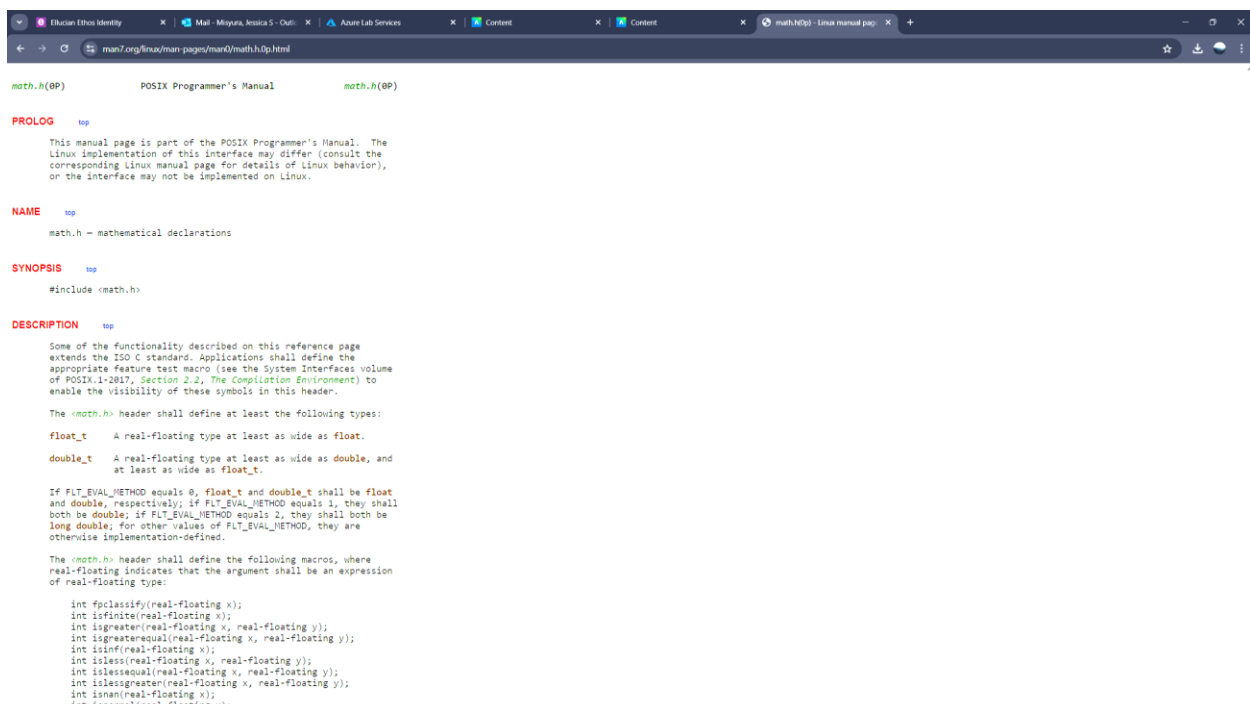 Ellucian Ethos Identity
Mail - Misyura, Jessica S - Outl
Azure Lab Services
Content
Content
math.h(0p) - Linux manual pag
man7.org/linux/man-pages/man0/math.h.0p.html
math.h(0P) POSIX Programmer's Manual math.h(0P)
PROLOG top
This manual page is part of the POSIX Programmer's Manual. The
Linux implementation of this interface may differ (consult the
corresponding Linux manual page for details of Linux behavior),
or the interface may not be implemented on Linux.
NAME top
math.h — mathematical declarations
SYNOPSIS top
#include <math.h>
DESCRIPTION top
Some of the functionality described on this reference page
extends the ISO C standard. Applications shall define the
appropriate feature test macro (see the System Interfaces volume
of POSIX.1-2017, Section 2.2, The Compilation Environment) to
enable the visibility of these symbols in this header.
The <math.h> header shall define at least the following types:
float_t A real-floating type at least as wide as float.
double_t A real-floating type at least as wide as double, and
at least as wide as float_t.
If FLT_EVAL_METHOD equals 0, float_t and double_t shall be float
and double, respectively; if FLT_EVAL_METHOD equals 1, they shall
both be double; if FLT_EVAL_METHOD equals 2, they shall both be
long double; for other values of FLT_EVAL_METHOD, they are
otherwise implementation-defined.
The <math.h> header shall define the following macros, where
real-floating indicates that the argument shall be an expression
of real-floating type:
int fpclassify(real-floating x);
int isfinite(real-floating x);
int isgreater(real-floating x, real-floating y);
int isgreaterequal(real-floating x, real-floating y);
int isinf(real-floating x);
int isless(real-floating x, real-floating y);
int islessequal(real-floating x, real-floating y);
int islessgreater(real-floating x, real-floating y);
int isnan(real-floating x);
int isnormal(real-floating x);